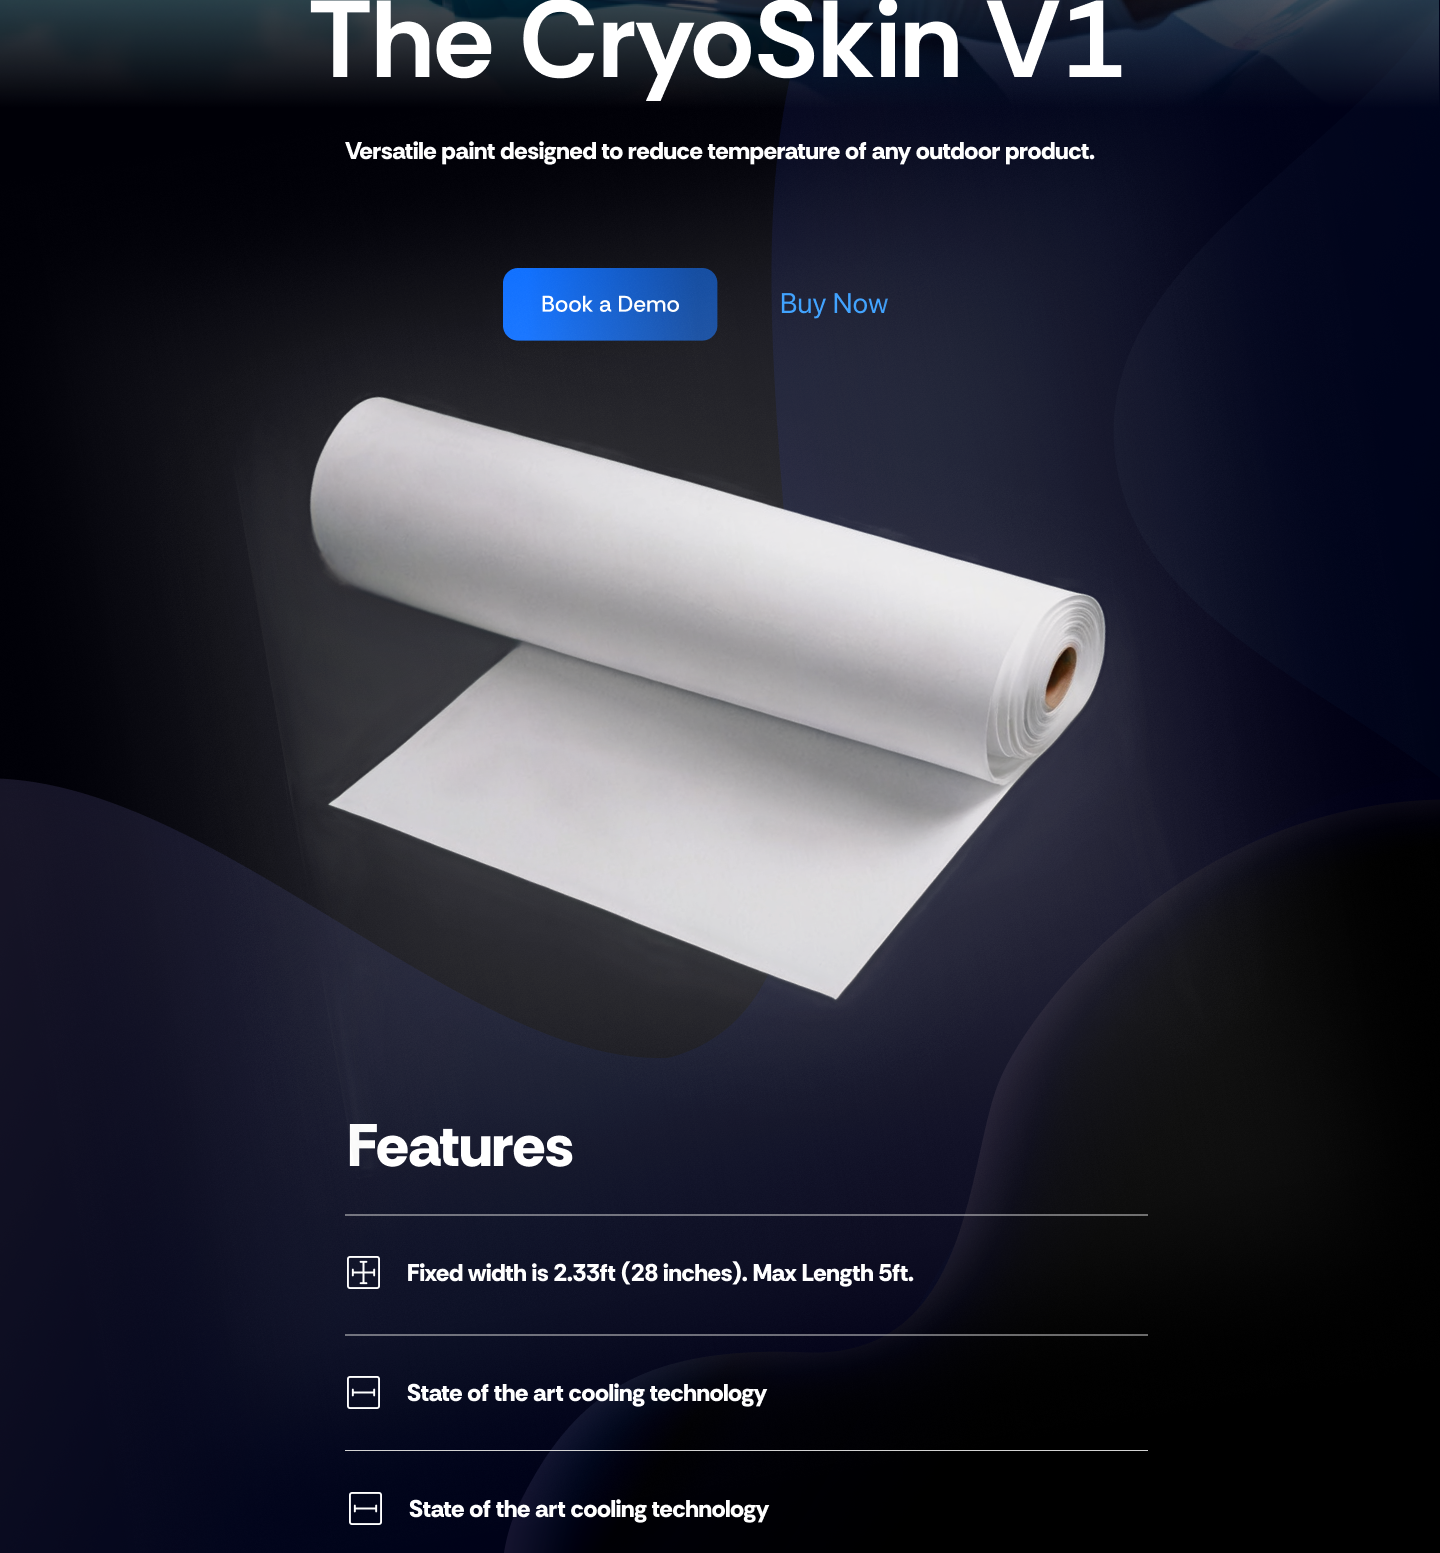 The CryoSkin V1
Versatile paint designed to reduce temperature of any outdoor product.
Book a Demo
Buy Now
Features
Fixed width is 2.33ft (28 inches). Max Length 5ft.
State of the art cooling technology
State of the art cooling technology